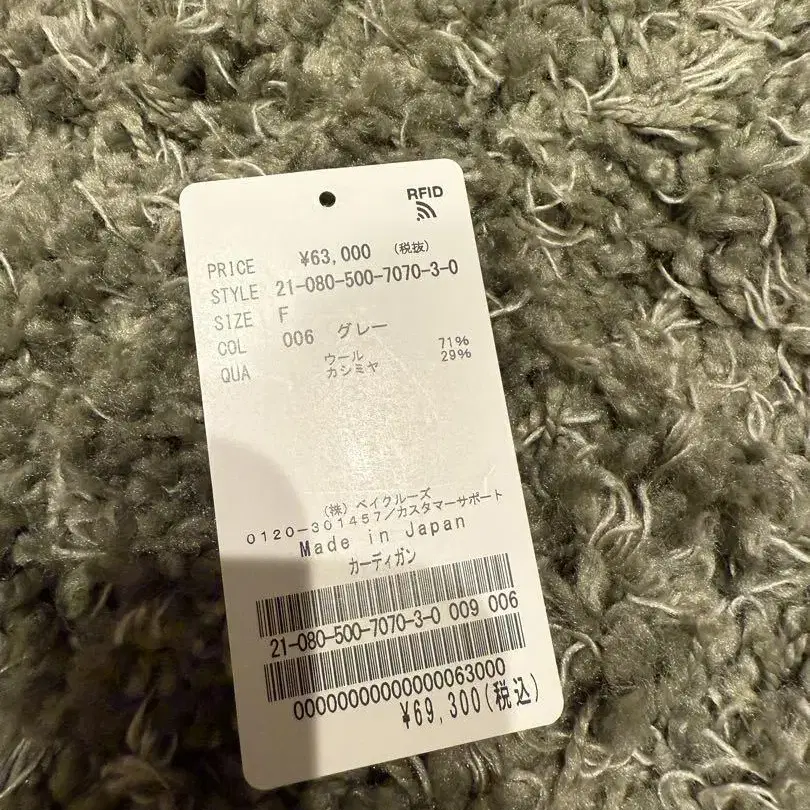 RFID
PRICE ¥63,000 (税抜)
STYLE 21-080-500-7070-3-0
SIZE F
COL 006 グレー
QUA ウール 71%
カシミヤ 29%
(株) ベイクルーズ
0120-301457/カスタマーサポート
Made in Japan
カーディガン
21-080-500-7070-3-0 009 006
00000000000000063000
¥69,300(税込)